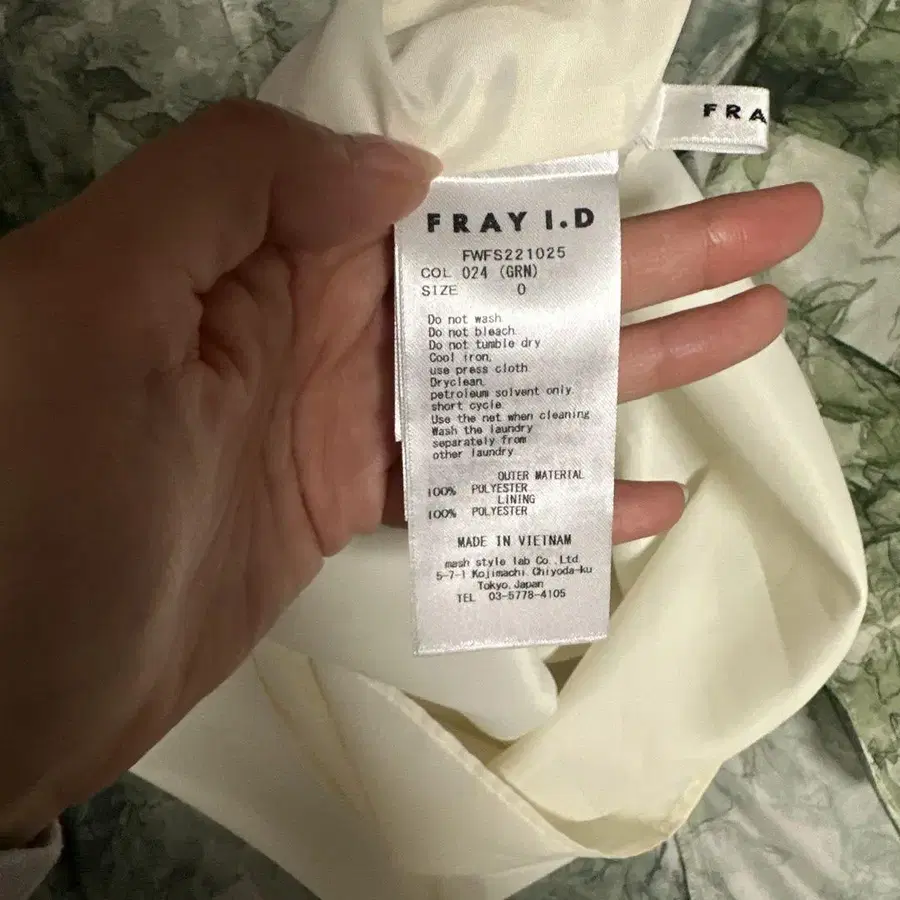 FRA
FRAY I.D
FWFS221025
COL 024 (GRN)
SIZE 0
Do not wash
Do not bleach.
Do not tumble dry
Cool iron,
use press cloth
Dryclean,
petroleum solvent only.
short cycle
Use the net when cleaning
Wash the laundry
separately from
other laundry
OUTER MATERIAL
100% POLYESTER
LINING
100% POLYESTER
MADE IN VIETNAM
mash style lab Co.,Ltd.
5-7-1 Kojimachi Chiyoda-ku
Tokyo, Japan
TEL 03-5778-4105